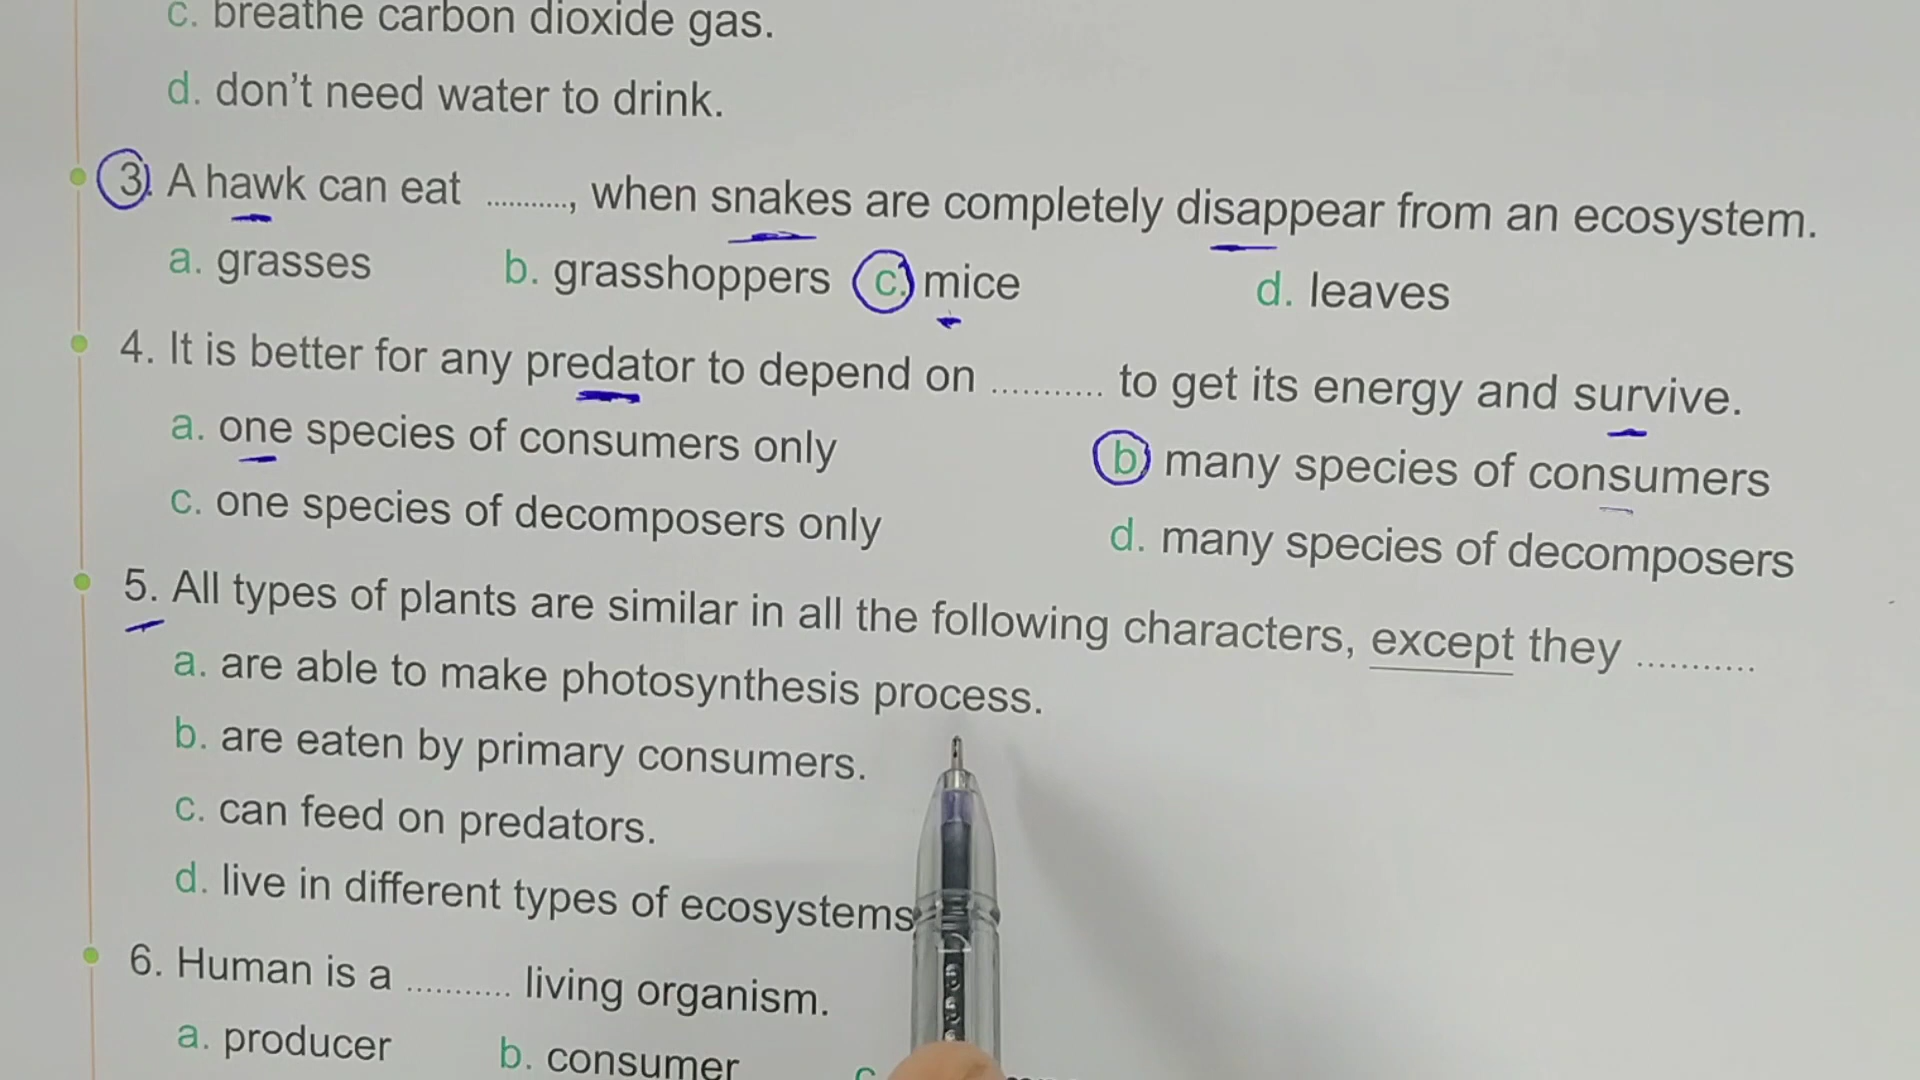 c. breathe carbon dioxide gas.
d. don't need water to drink.
3. A hawk can eat ..........., when snakes are completely disappear from an ecosystem.
a. grasses b. grasshoppers c. mice d. leaves
4. It is better for any predator to depend on ........... to get its energy and survive.
a. one species of consumers only b. many species of consumers
c. one species of decomposers only d. many species of decomposers
5. All types of plants are similar in all the following characters, except they ...........
a. are able to make photosynthesis process.
b. are eaten by primary consumers.
c. can feed on predators.
d. live in different types of ecosystems
6. Human is a ........... living organism.
a. producer b. consumer c